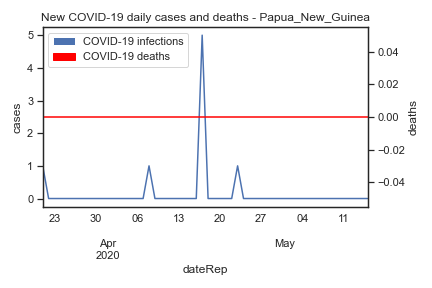 New COVID-19 daily cases and deaths - Papua_New_Guinea
COVID-19 infections
COVID-19 deaths
5
4
3
2
1
0
cases
0.04
0.02
0.00
−0.02
−0.04
deaths
23 30 06 13 20 27 04 11
Apr May
2020
dateRep